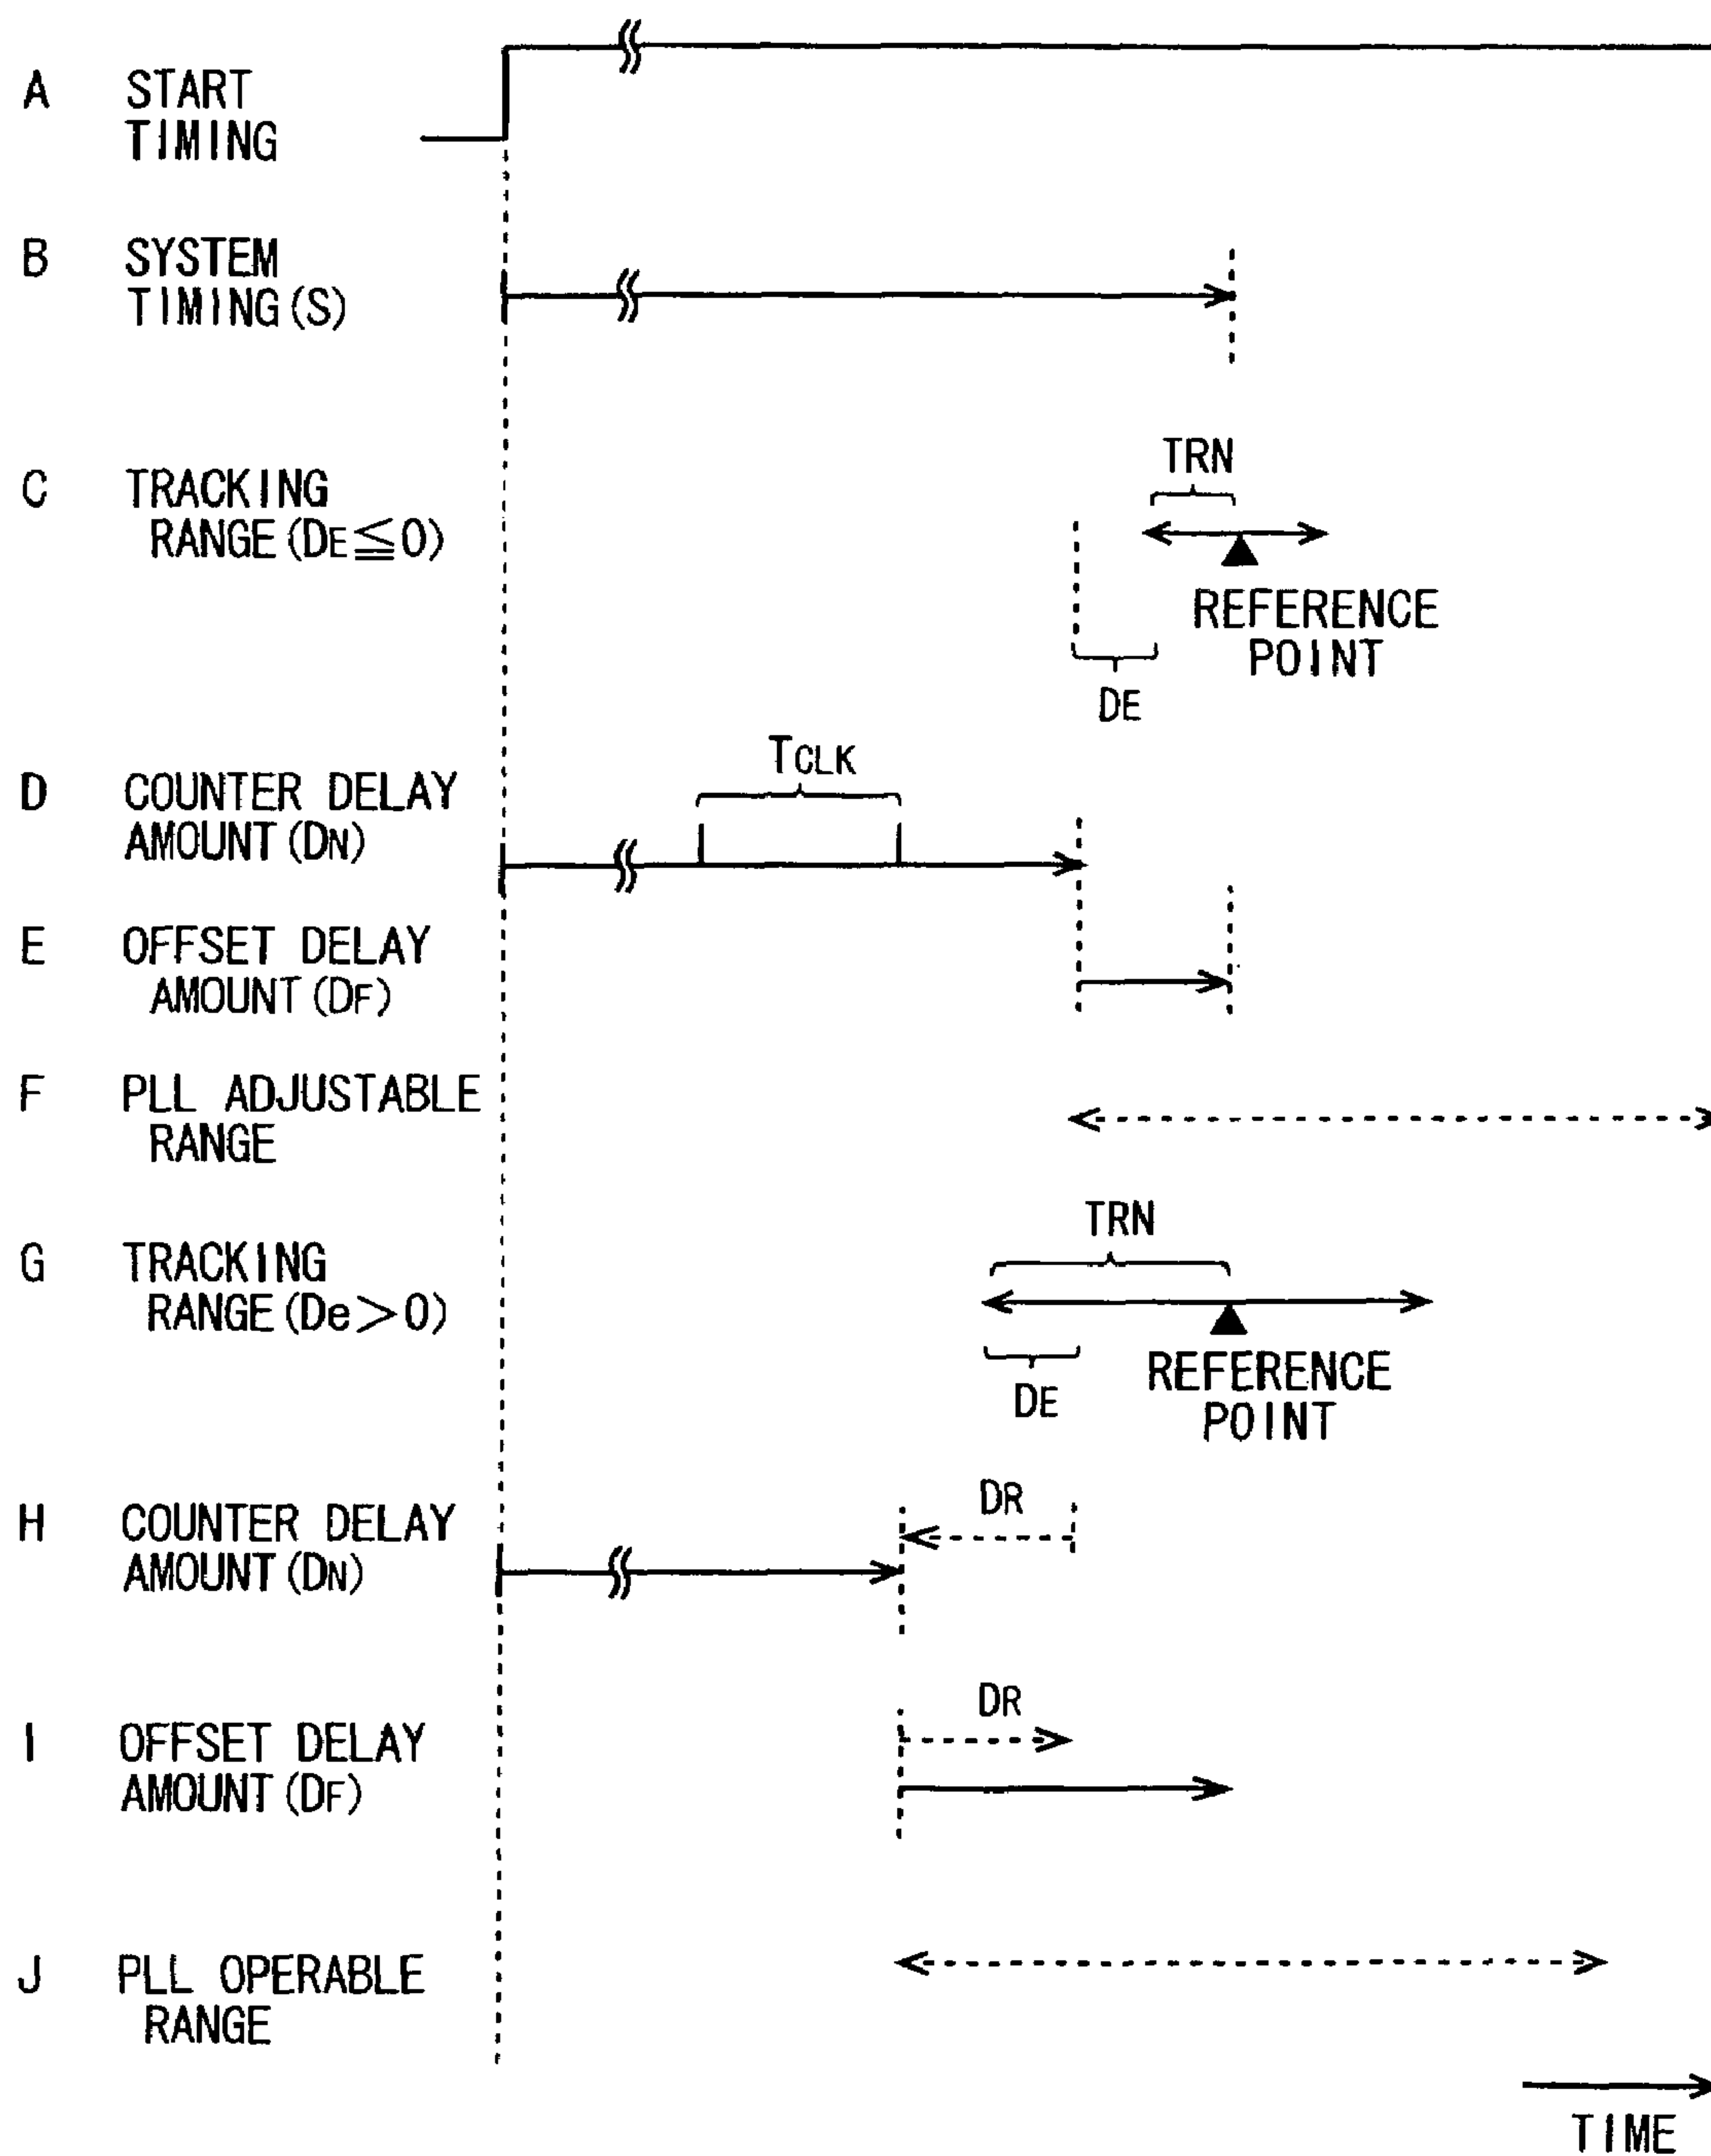 A START
TIMING
B SYSTEM
TIMING(S)
TRN
C TRACKING
RANGE(DE≦0)
REFERENCE
POINT
DE
TCLK
D COUNTER DELAY
AMOUNT(DN)
E OFFSET DELAY
AMOUNT(DF)
F PLL ADJUSTABLE
RANGE
TRN
G TRACKING
RANGE(De>0)
REFERENCE
POINT
DE
DR
H COUNTER DELAY
AMOUNT(DN)
DR
I OFFSET DELAY
AMOUNT(DF)
J PLL OPERABLE
RANGE
TIME